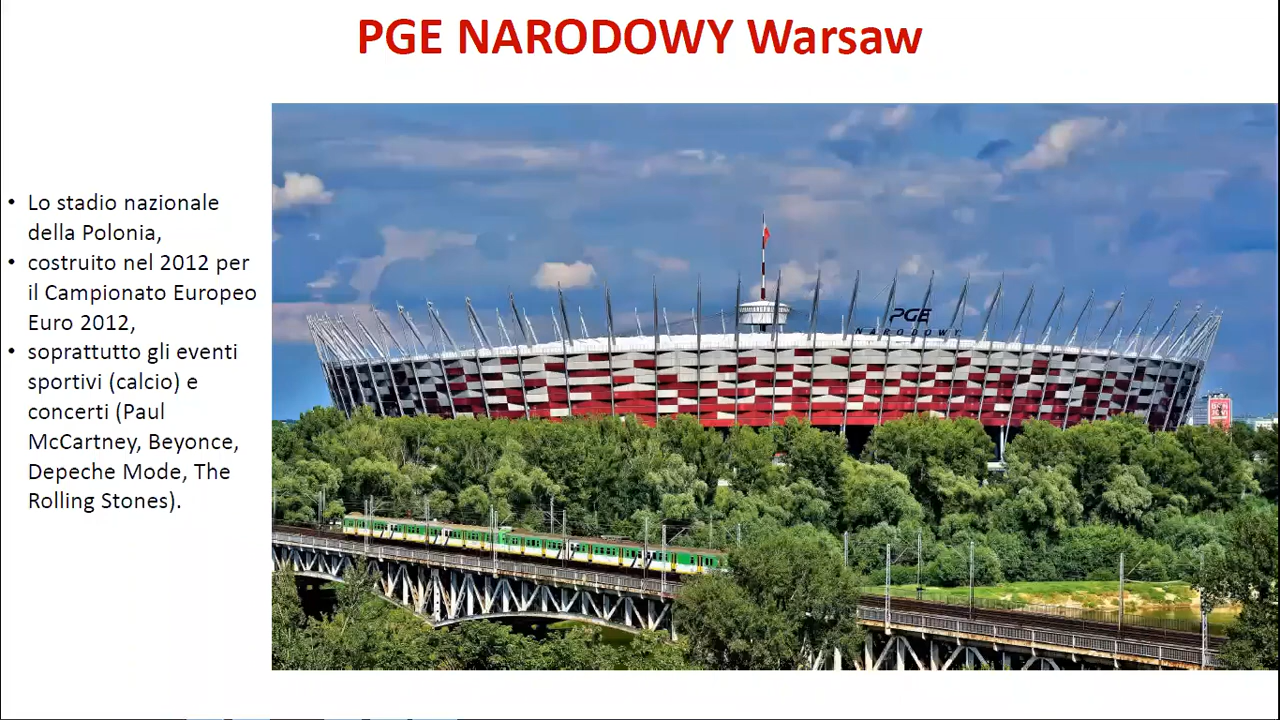 PGE NARODOWY Warsaw
• Lo stadio nazionale
della Polonia,
• costruito nel 2012 per
il Campionato Europeo
Euro 2012,
• soprattutto gli eventi
sportivi (calcio) e
concerti (Paul
McCartney, Beyonce,
Depeche Mode, The
Rolling Stones).
PGE
NARODOWY